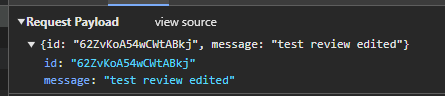 ▼Request Payload view source
▼ {id: "62ZvKoA54wCWtABkj", message: "test review edited"}
id: "62ZvKoA54wCWtABkj"
message: "test review edited"